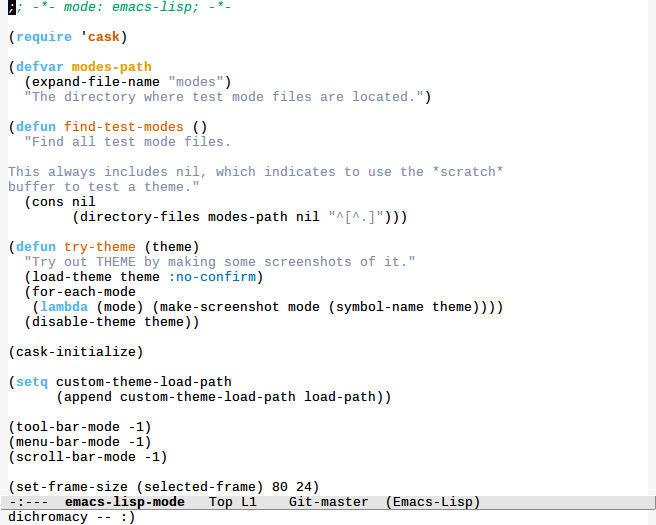 ;; -*- mode: emacs-lisp; -*-

(require 'cask)

(defvar modes-path
  (expand-file-name "modes")
  "The directory where test mode files are located.")

(defun find-test-modes ()
  "Find all test mode files.

This always includes nil, which indicates to use the *scratch*
buffer to test a theme."
  (cons nil
        (directory-files modes-path nil "^[^.]")))

(defun try-theme (theme)
  "Try out THEME by making some screenshots of it."
  (load-theme theme :no-confirm)
  (for-each-mode
   (lambda (mode) (make-screenshot mode (symbol-name theme))))
  (disable-theme theme))

(cask-initialize)

(setq custom-theme-load-path
      (append custom-theme-load-path load-path))

(tool-bar-mode -1)
(menu-bar-mode -1)
(scroll-bar-mode -1)

(set-frame-size (selected-frame) 80 24)
-:---  emacs-lisp-mode   Top L1    Git-master  (Emacs-Lisp)
dichromacy -- :)